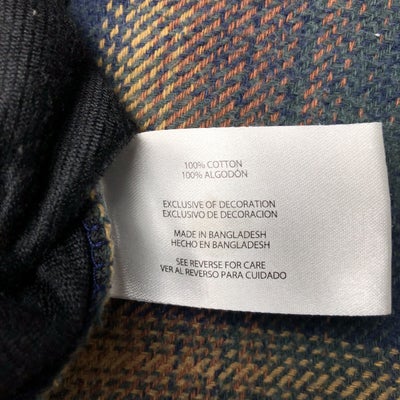 100% COTTON
100% ALGODÓN
EXCLUSIVE OF DECORATION
EXCLUSIVO DE DECORACION
MADE IN BANGLADESH
HECHO EN BANGLADESH
SEE REVERSE FOR CARE
VER AL REVERSO PARA CUIDADO